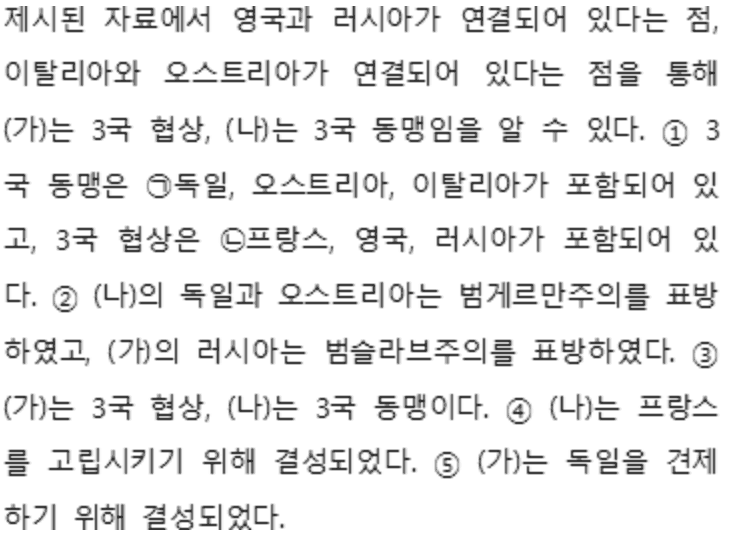 제시된 자료에서 영국과 러시아가 연결되어 있다는 점,
이탈리아와 오스트리아가 연결되어 있다는 점을 통해
(가)는 3국 협상, (나)는 3국 동맹임을 알 수 있다. ① 3
국 동맹은 ㉠독일, 오스트리아, 이탈리아가 포함되어 있
고, 3국 협상은 ㉡프랑스, 영국, 러시아가 포함되어 있
다. ② (나)의 독일과 오스트리아는 범게르만주의를 표방
하였고, (가)의 러시아는 범슬라브주의를 표방하였다. ③
(가)는 3국 협상, (나)는 3국 동맹이다. ④ (나)는 프랑스
를 고립시키기 위해 결성되었다. ⑤ (가)는 독일을 견제
하기 위해 결성되었다.